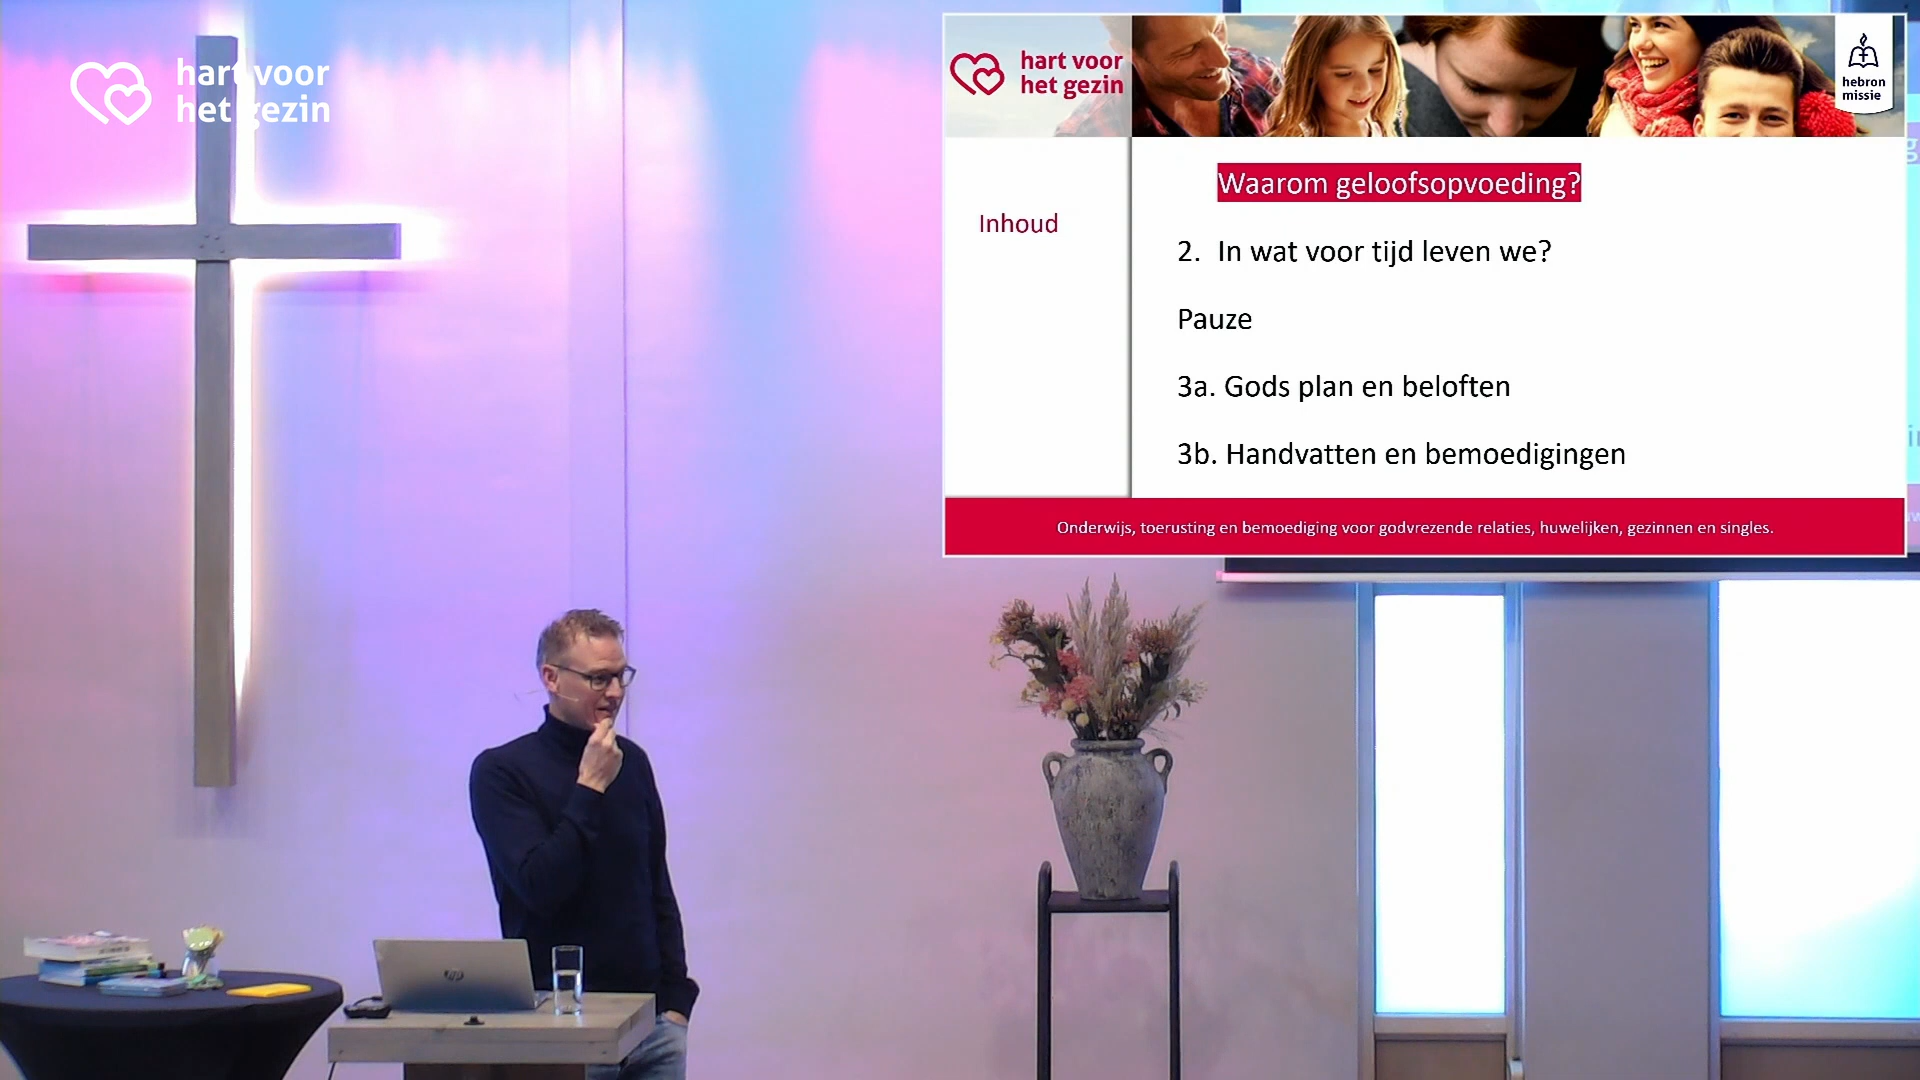 hart voor
het gezin
hart voor
het gezin
hebron
missie
Waarom geloofsopvoeding?
Inhoud
2. In wat voor tijd leven we?
Pauze
3a. Gods plan en beloften
3b. Handvatten en bemoedigingen
Onderwijs, toerusting en bemoediging voor godvrezende relaties, huwelijken, gezinnen en singles.
hp